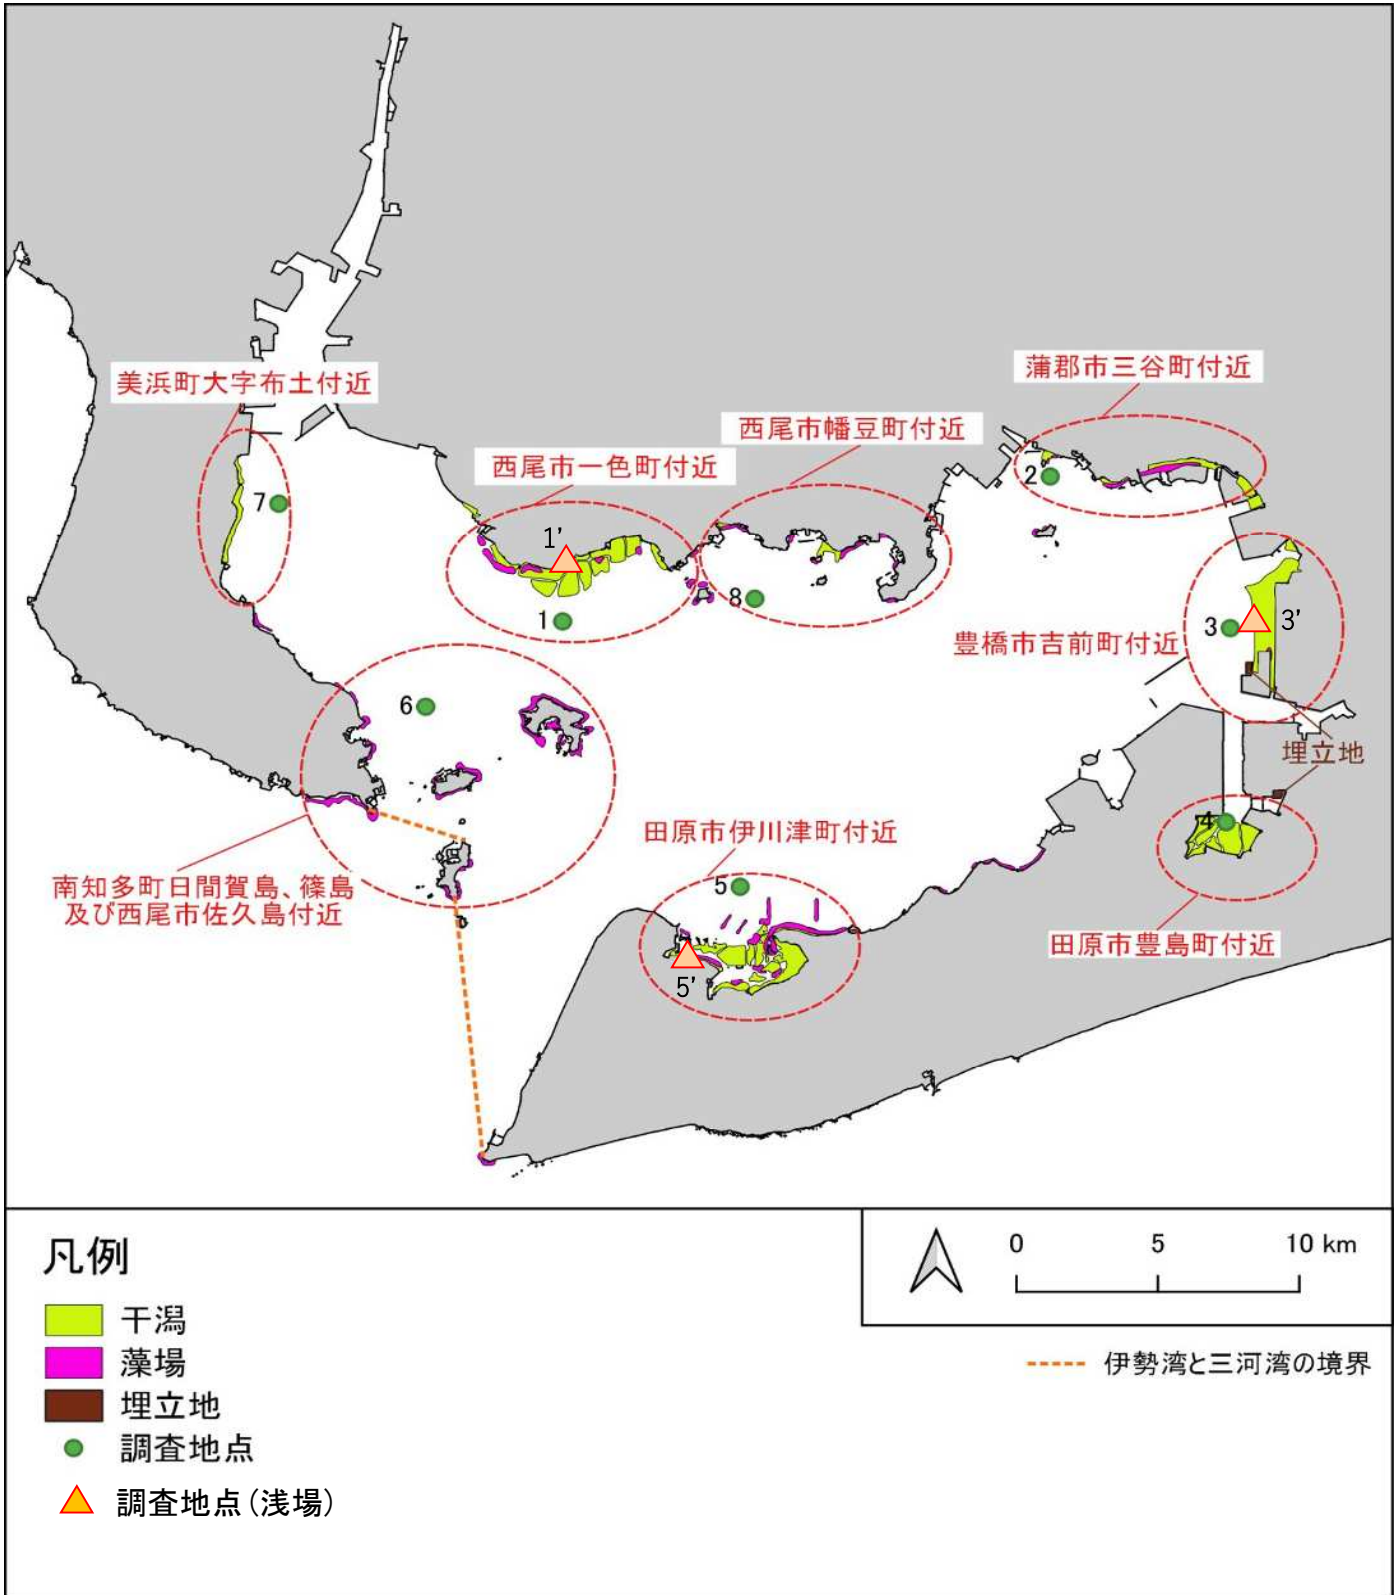 美浜町大字布土付近
蒲郡市三谷町付近
西尾市幡豆町付近
西尾市一色町付近
2
7
1'
8
1
3
3'
豊橋市吉前町付近
6
埋立地
4
田原市伊川津町付近
南知多町日間賀島、篠島
及び西尾市佐久島付近
5
田原市豊島町付近
5'
凡例
干潟
藻場
埋立地
調査地点
調査地点(浅場)
0 5 10 km
伊勢湾と三河湾の境界